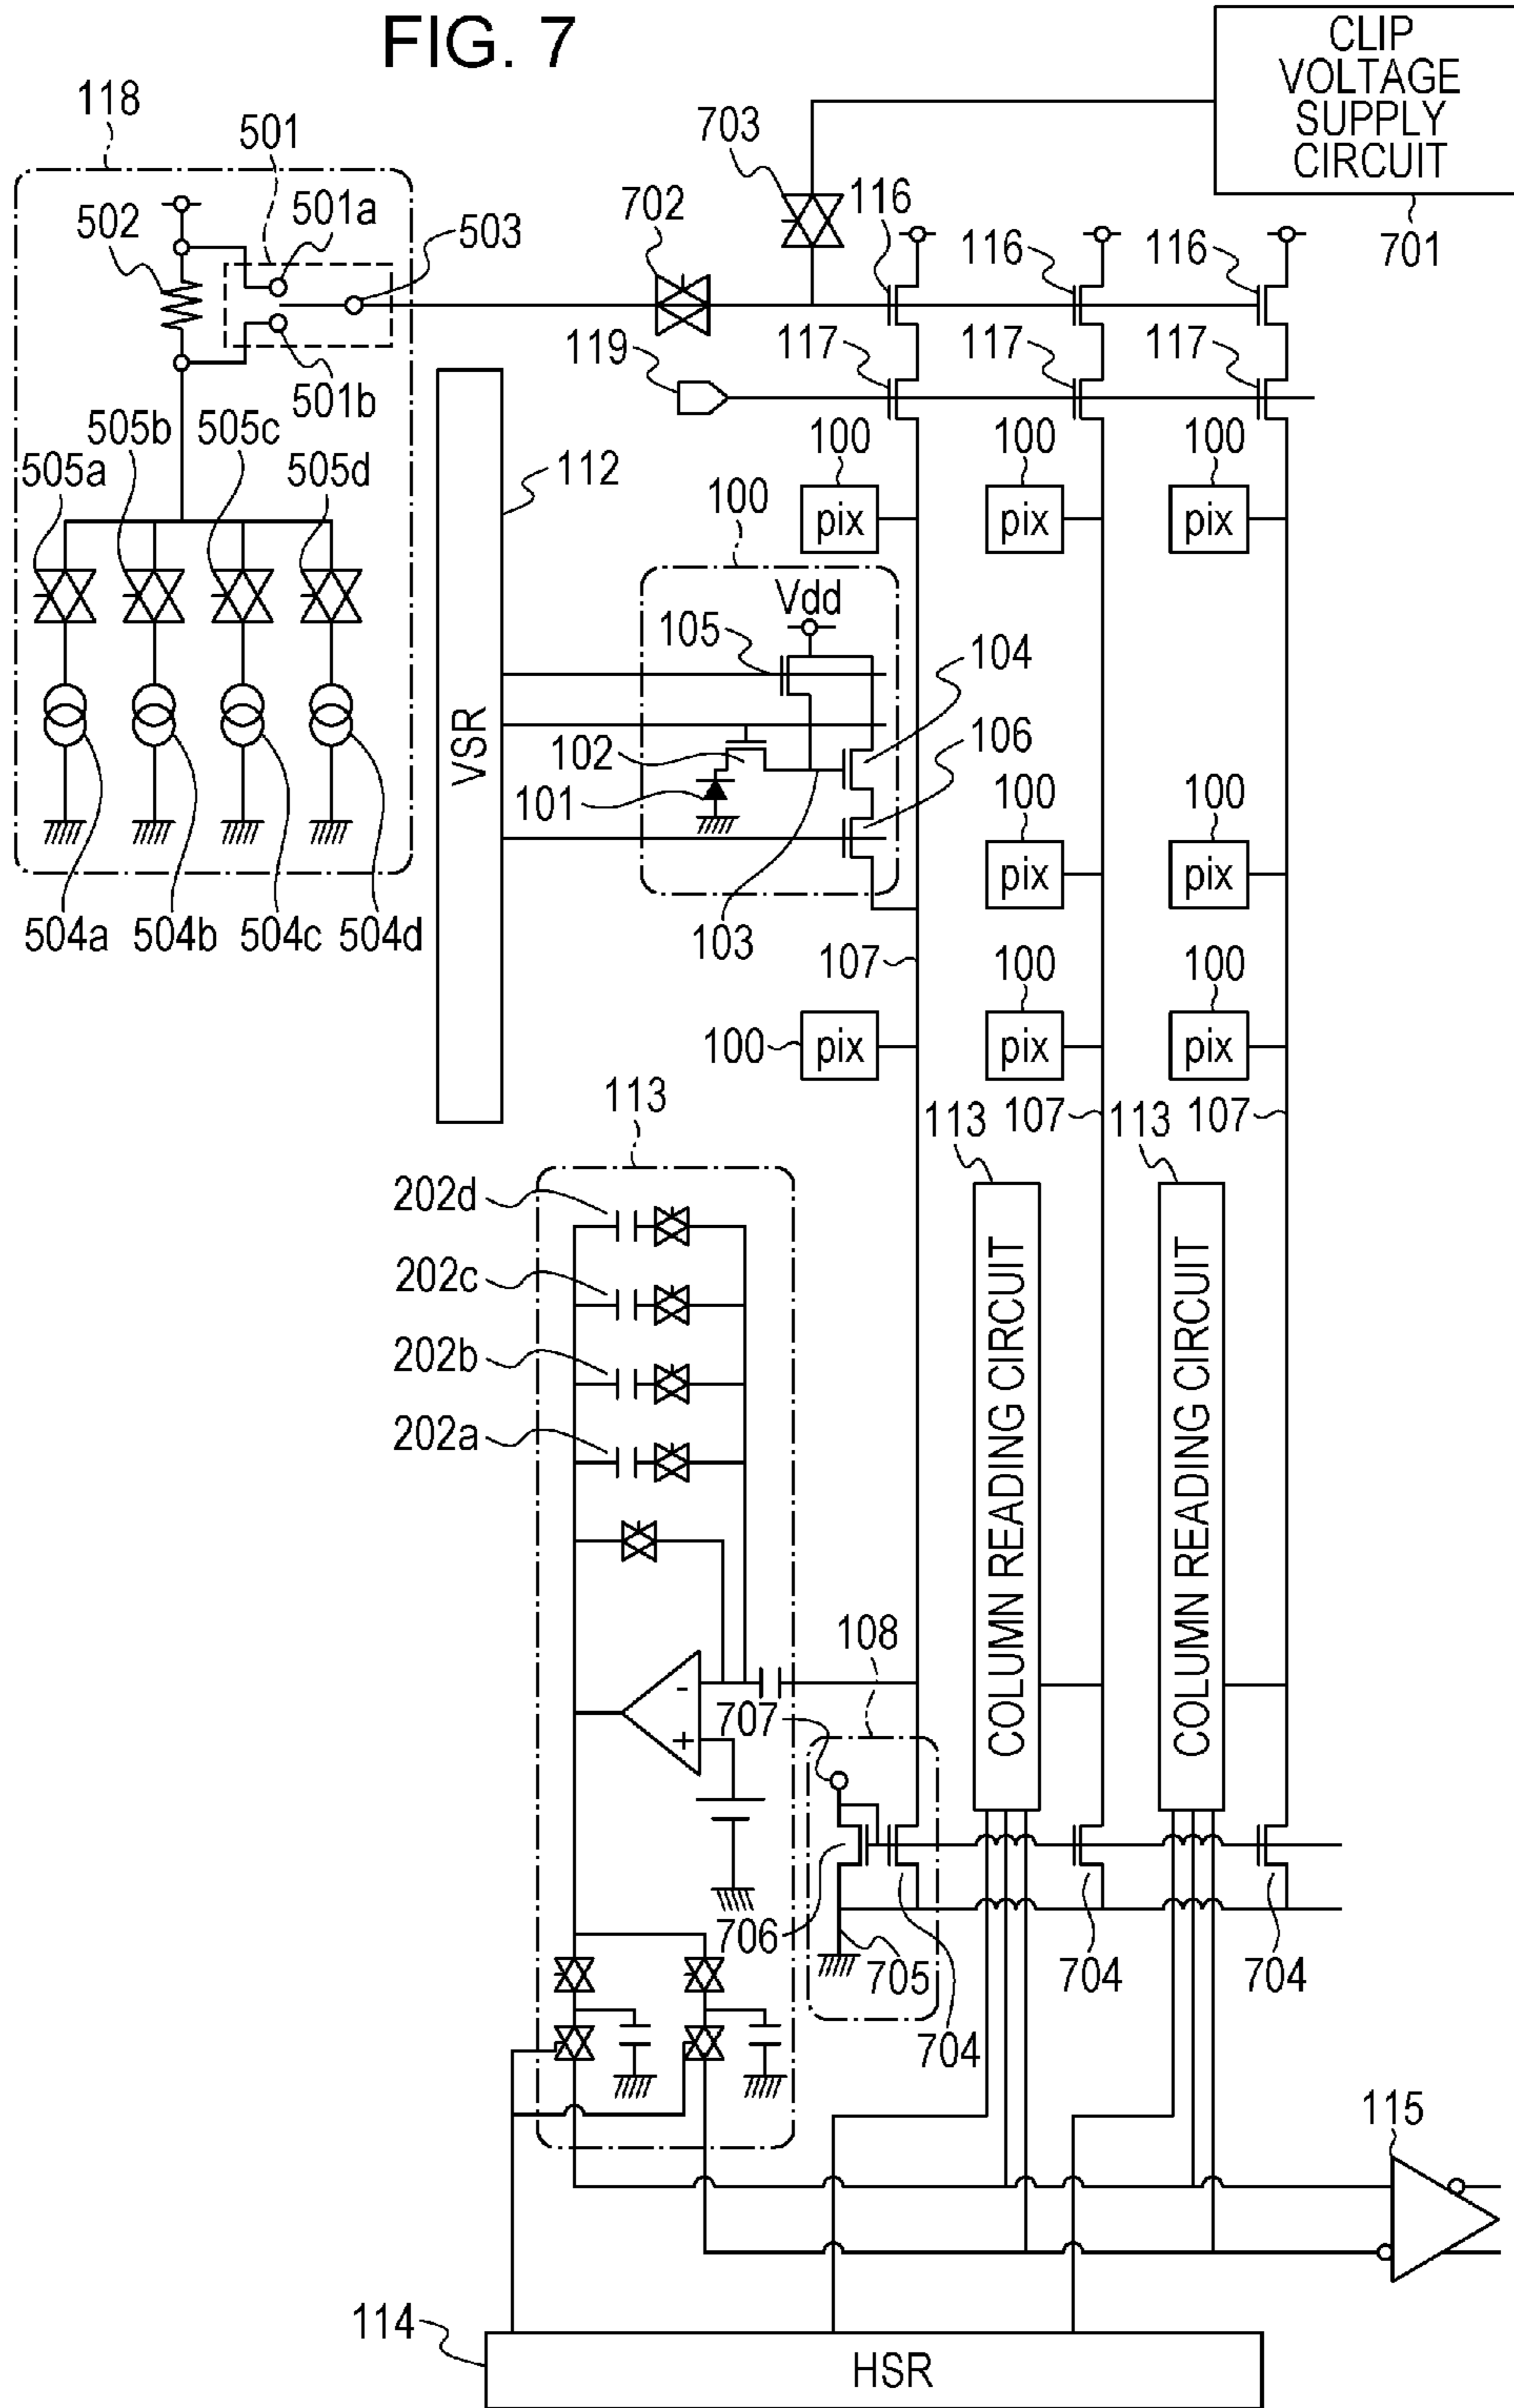 FIG. 7
CLIP
VOLTAGE
SUPPLY
CIRCUIT
701
118
501
703
502
501a
503
702
116
116
116
119
117
117
117
501b
505b
505c
505a
505d
112
100
100
100
100
pix
pix
pix
Vdd
105
104
VSR
102
106
101
100
100
pix
pix
504a
504b
504c
504d
103
107
100
100
100
pix
pix
pix
113
113
107
113
107
202d
202c
202b
202a
COLUMN READING CIRCUIT
COLUMN READING CIRCUIT
108
-
+
707
706
705
704
704
704
115
114
HSR